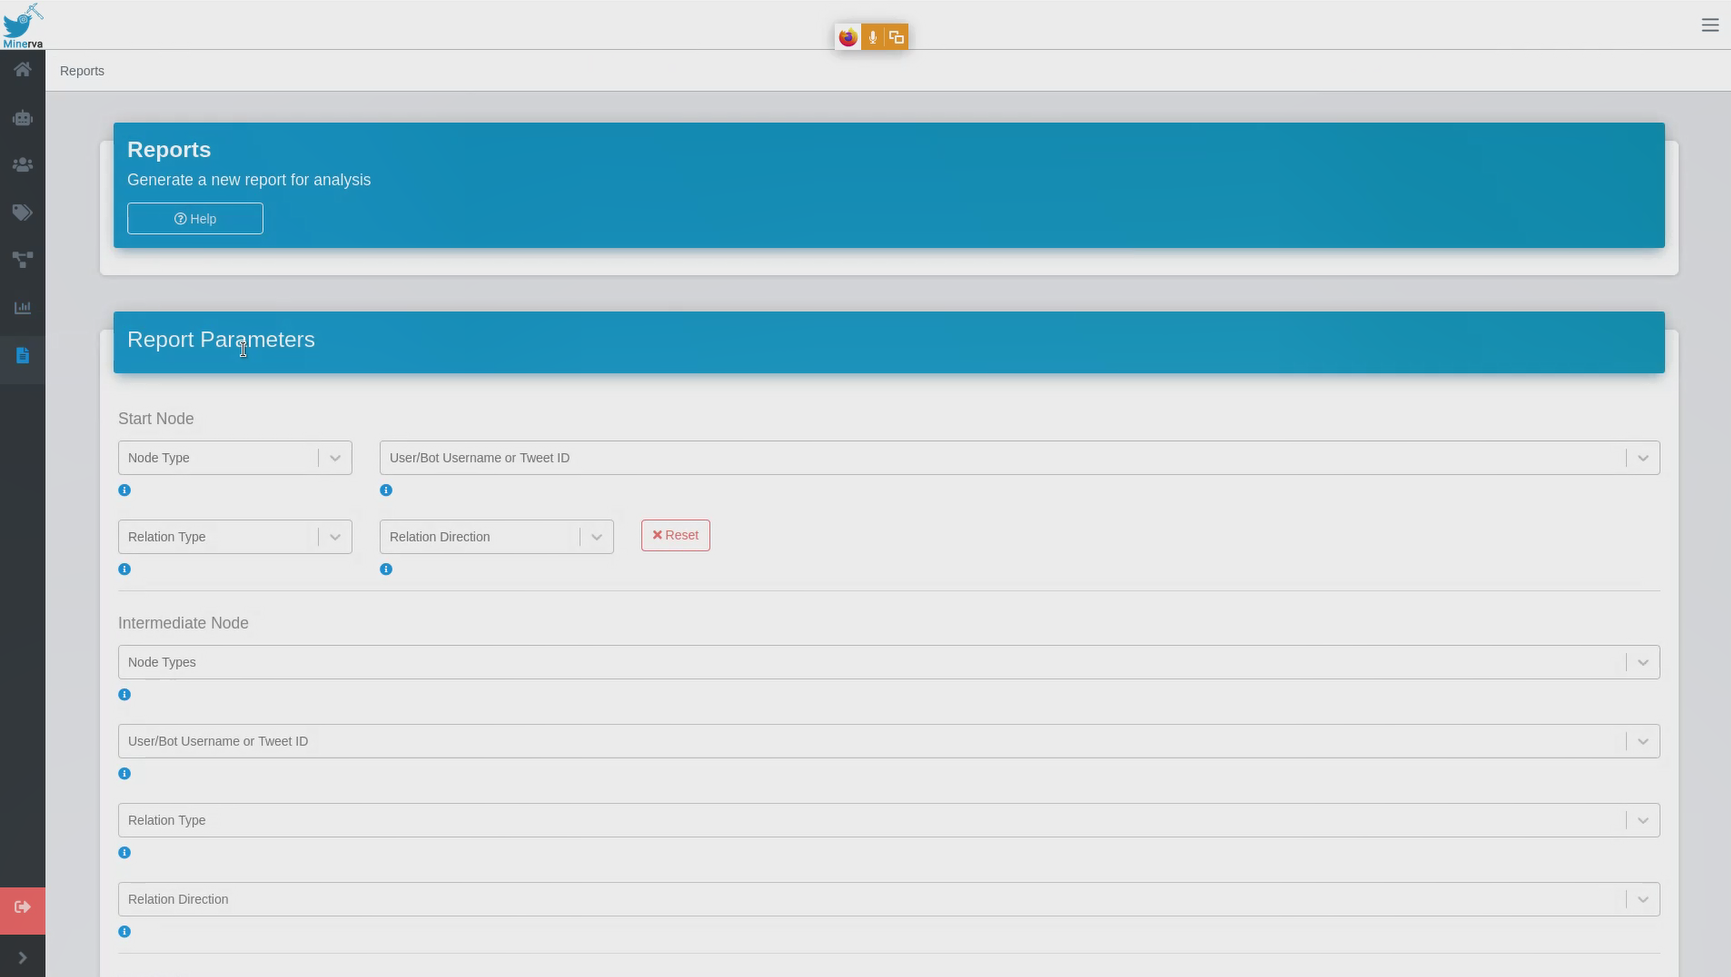 Minerva
Reports
Reports
Generate a new report for analysis
Help
Report Parameters
Start Node
Node Type
User/Bot Username or Tweet ID
Relation Type
Relation Direction
Reset
Intermediate Node
Node Types
User/Bot Username or Tweet ID
Relation Type
Relation Direction